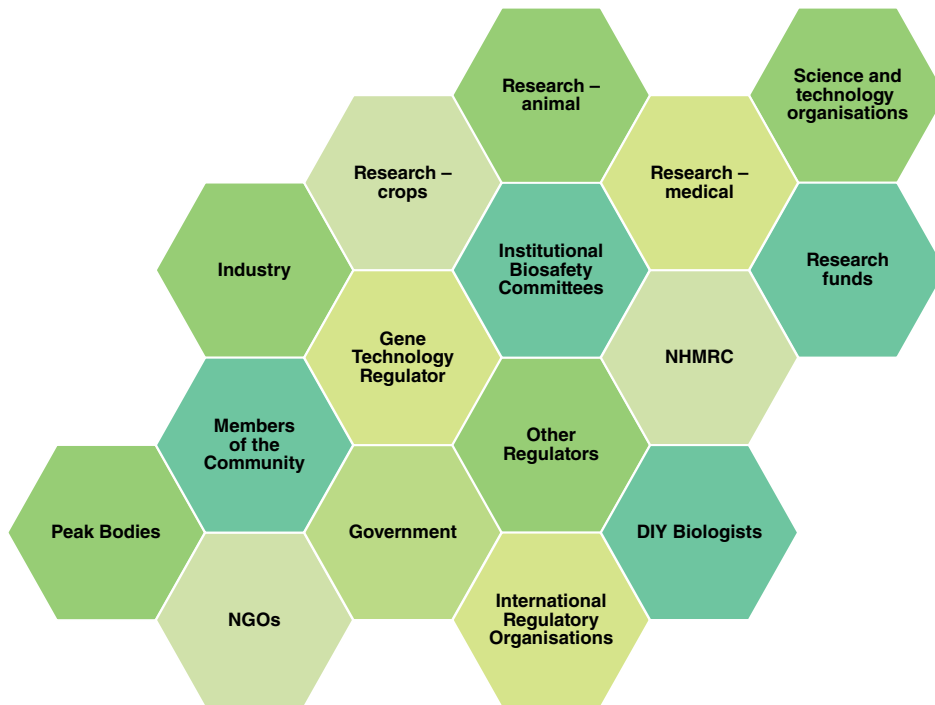 Research –
animal
Science and
technology
organisations
Research –
crops
Research –
medical
Industry
Institutional
Biosafety
Committees
Research
funds
Gene
Technology
Regulator
NHMRC
Members
of the
Community
Other
Regulators
Peak Bodies
Government
DIY Biologists
NGOs
International
Regulatory
Organisations